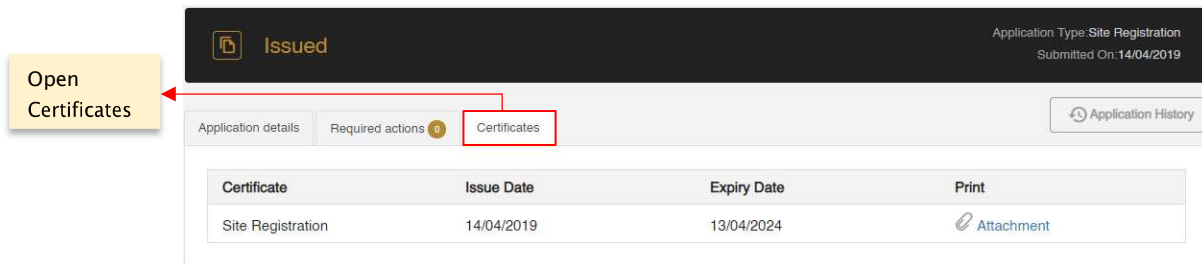 Issued
Application Type:Site Registration
Submitted On:14/04/2019
Open
Certificates
Application details
Required actions 0
Certificates
Application History
Certificate Issue Date Expiry Date Print
Site Registration 14/04/2019 13/04/2024 Attachment